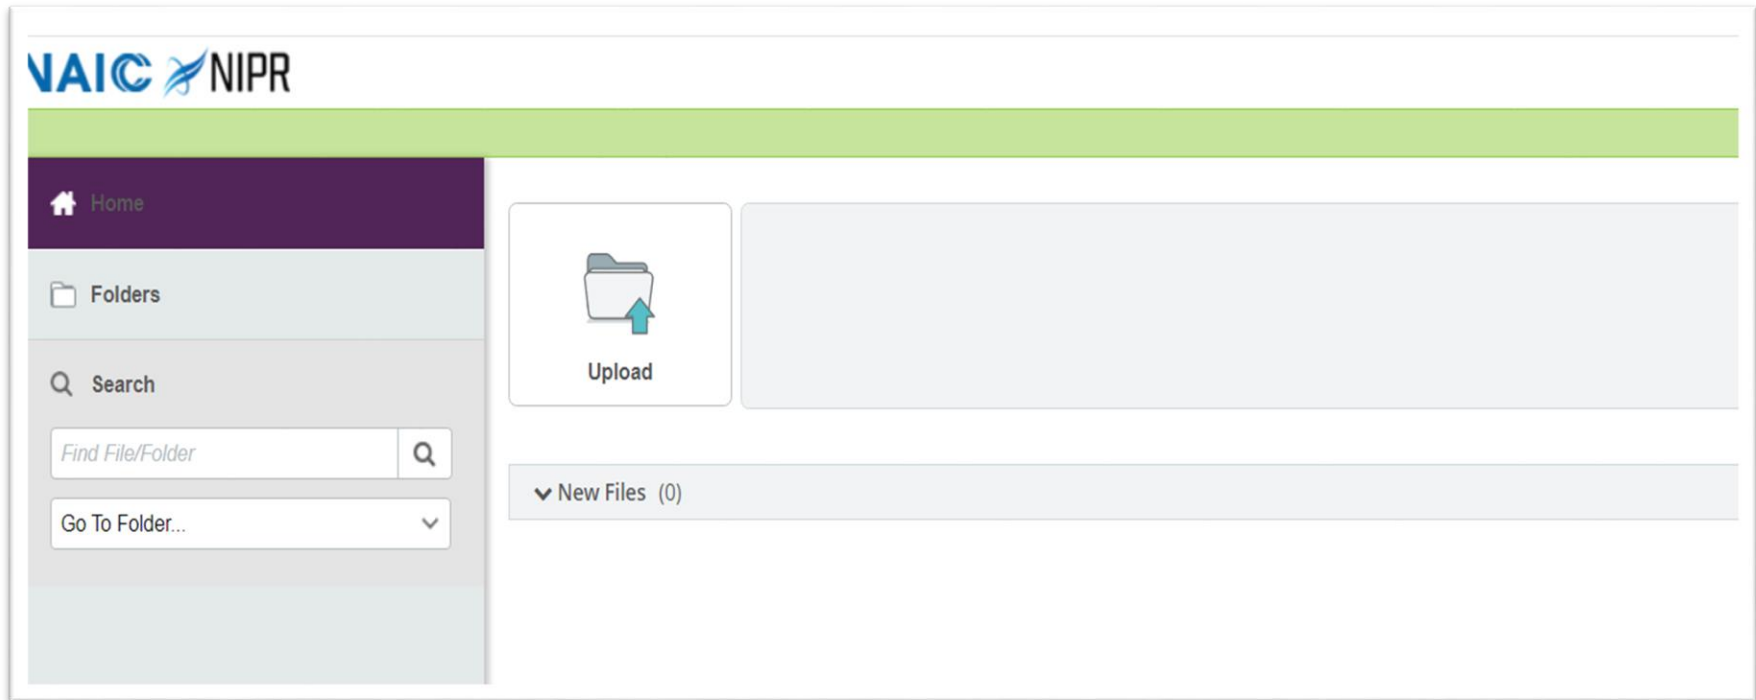 NAIC NIPR
Home
Folders
Search
Find File/Folder
Go To Folder...
Upload
New Files (0)